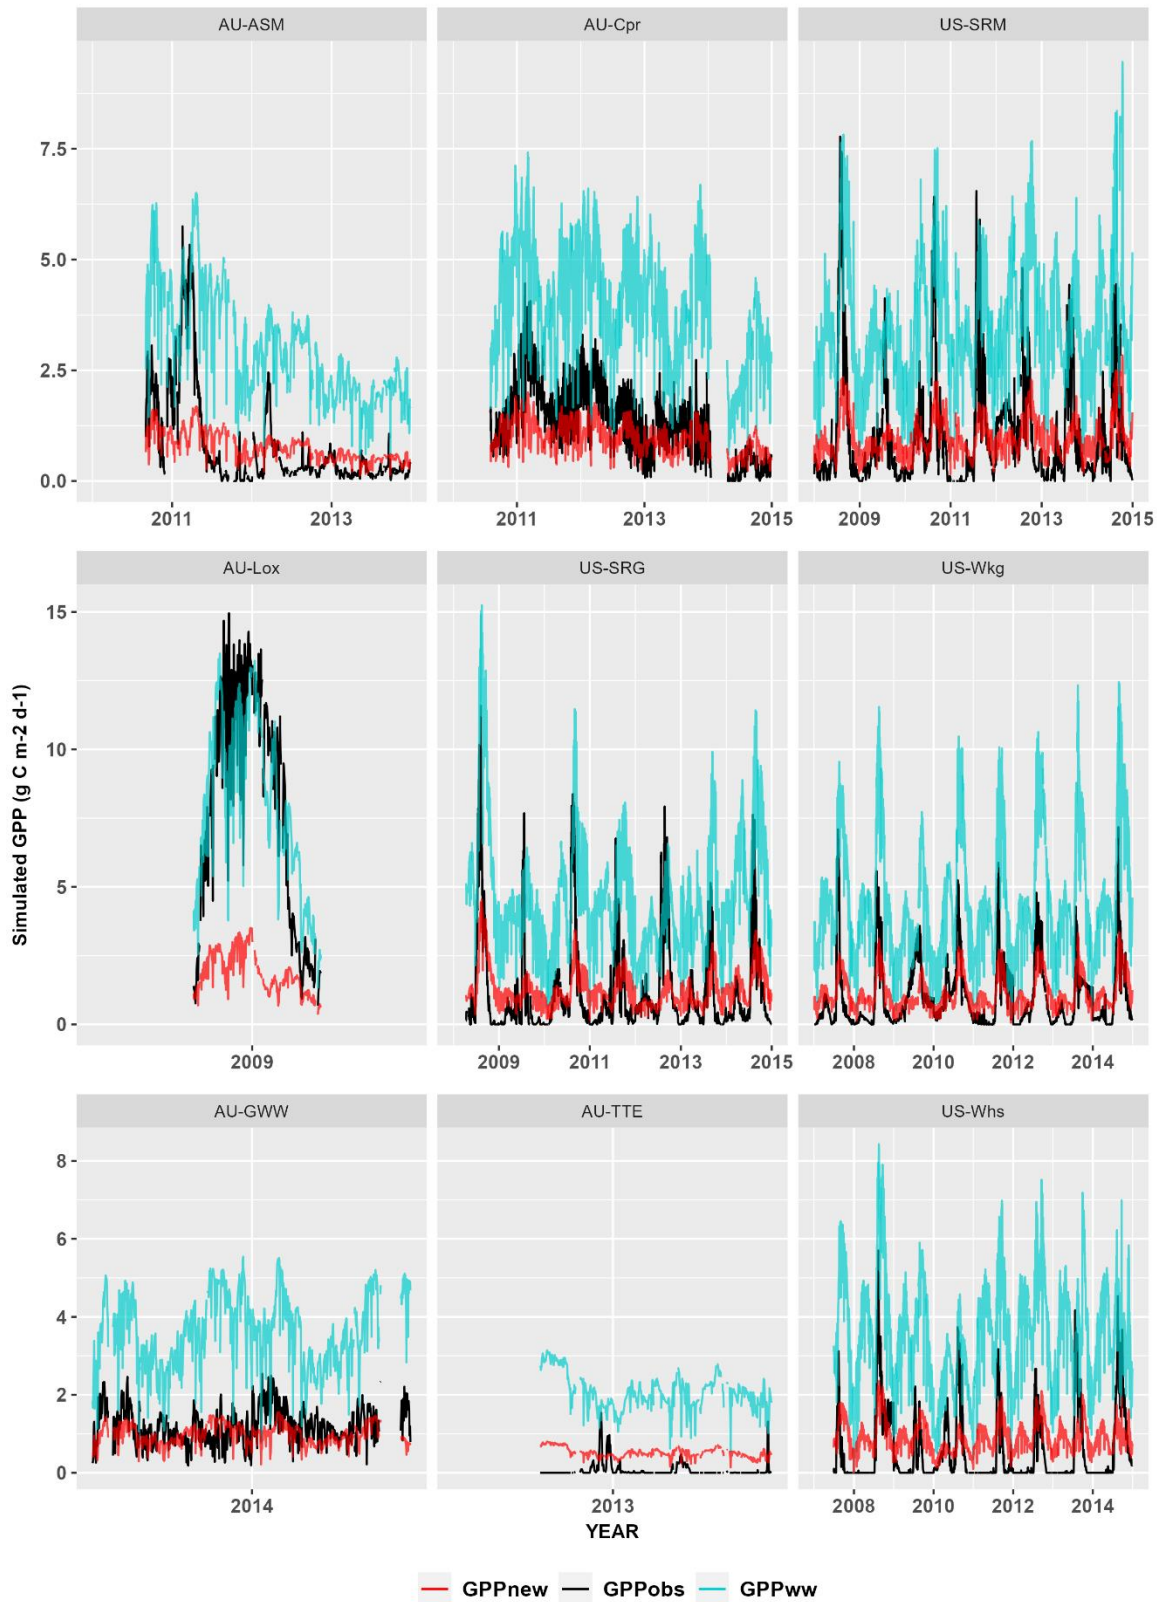 AU-ASM AU-Cpr US-SRM
7.5
5.0
2.5
0.0
2011 2013 2011 2013 2015 2009 2011 2013 2015
AU-Lox US-SRG US-Wkg
15
10
5
0
2009 2009 2011 2013 2015 2008 2010 2012 2014
Simulated GPP (g C m-2 d-1)
AU-GWW AU-TTE US-Whs
8
6
4
2
0
2014 2013 2008 2010 2012 2014
YEAR
GPPnew GPPobs GPPww